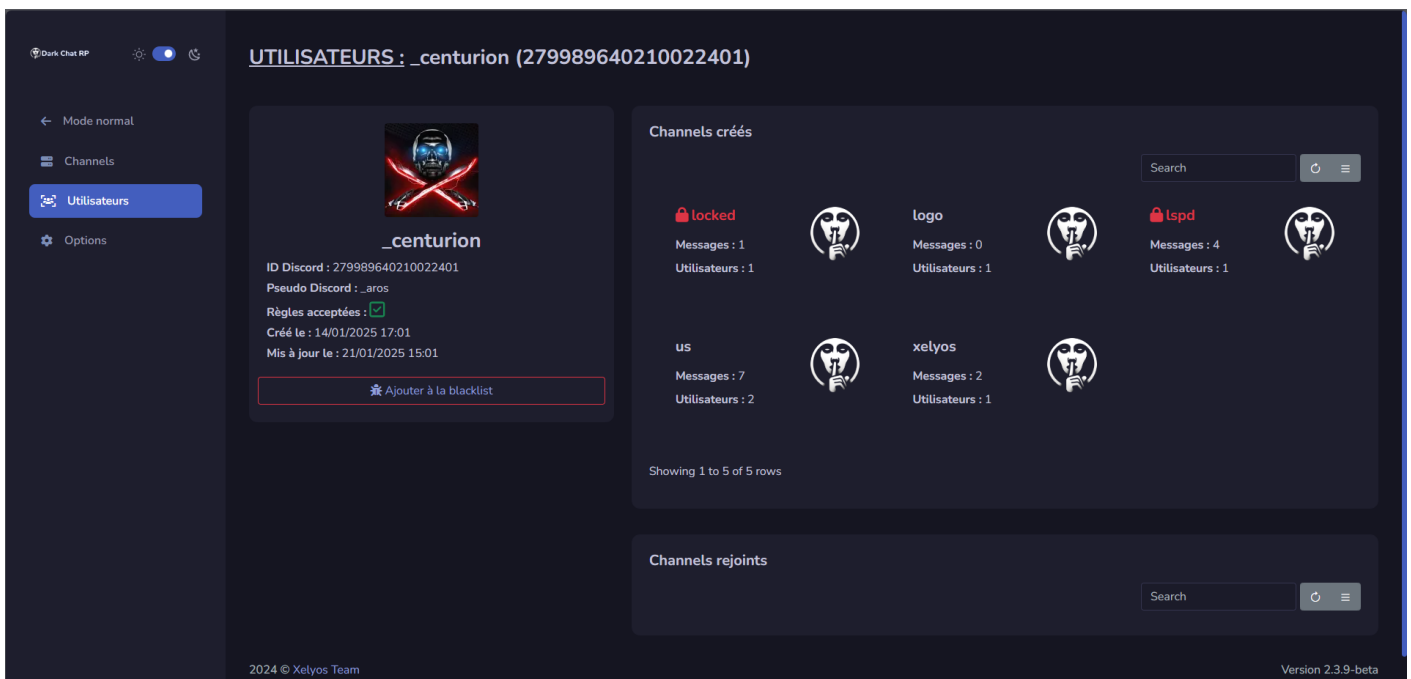 Dark Chat RP
UTILISATEURS : _centurion (279989640210022401)
Mode normal
Channels
Utilisateurs
Options
_centurion
ID Discord : 279989640210022401
Pseudo Discord : _aros
Règles acceptées :
Créé le : 14/01/2025 17:01
Mis à jour le : 21/01/2025 15:01
Ajouter à la blacklist
Channels créés
Search
locked
Messages : 1
Utilisateurs : 1
logo
Messages : 0
Utilisateurs : 1
lspd
Messages : 4
Utilisateurs : 1
us
Messages : 7
Utilisateurs : 2
xelyos
Messages : 2
Utilisateurs : 1
Showing 1 to 5 of 5 rows
Channels rejoints
Search
2024 © Xelyos Team
Version 2.3.9-beta